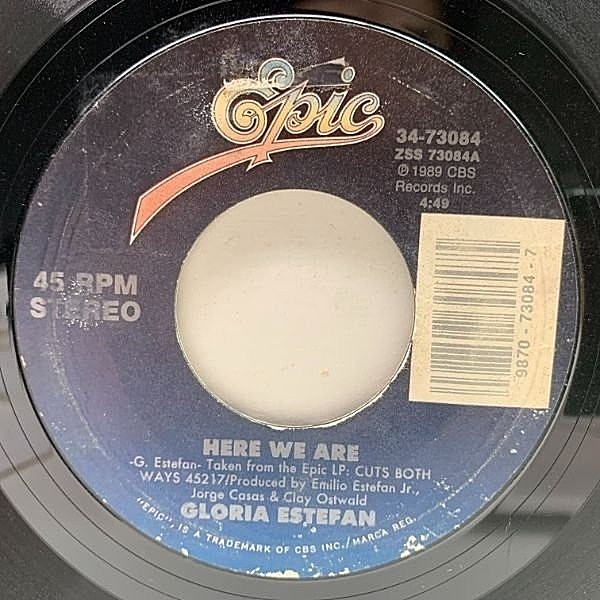 Epic
34-73084
ZSS 73084A
℗ 1989 CBS
Records Inc.
4:49
45 RPM
STEREO
9870 - 73084 - 7
HERE WE ARE
-G. Estefan- Taken from the Epic LP: CUTS BOTH
WAYS 45217/Produced by Emilio Estefan Jr.,
Jorge Casas & Clay Ostwald
GLORIA ESTEFAN
"EPIC" IS A TRADEMARK OF CBS INC./MARCA REG.